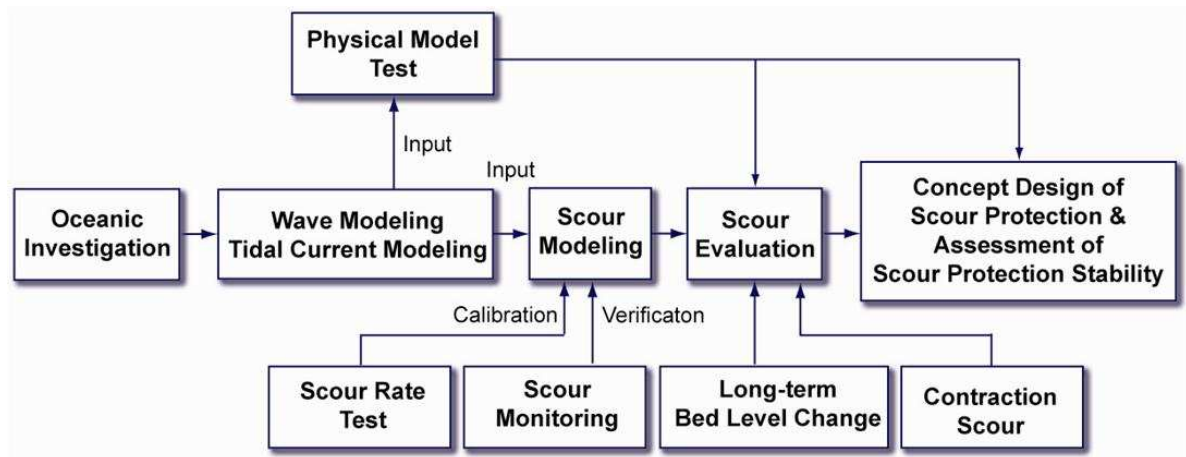 Physical Model
Test
Input
Input
Oceanic
Investigation
Wave Modeling
Tidal Current Modeling
Scour
Modeling
Scour
Evaluation
Concept Design of
Scour Protection &
Assessment of
Scour Protection Stability
Calibration
Verificaton
Scour Rate
Test
Scour
Monitoring
Long-term
Bed Level Change
Contraction
Scour